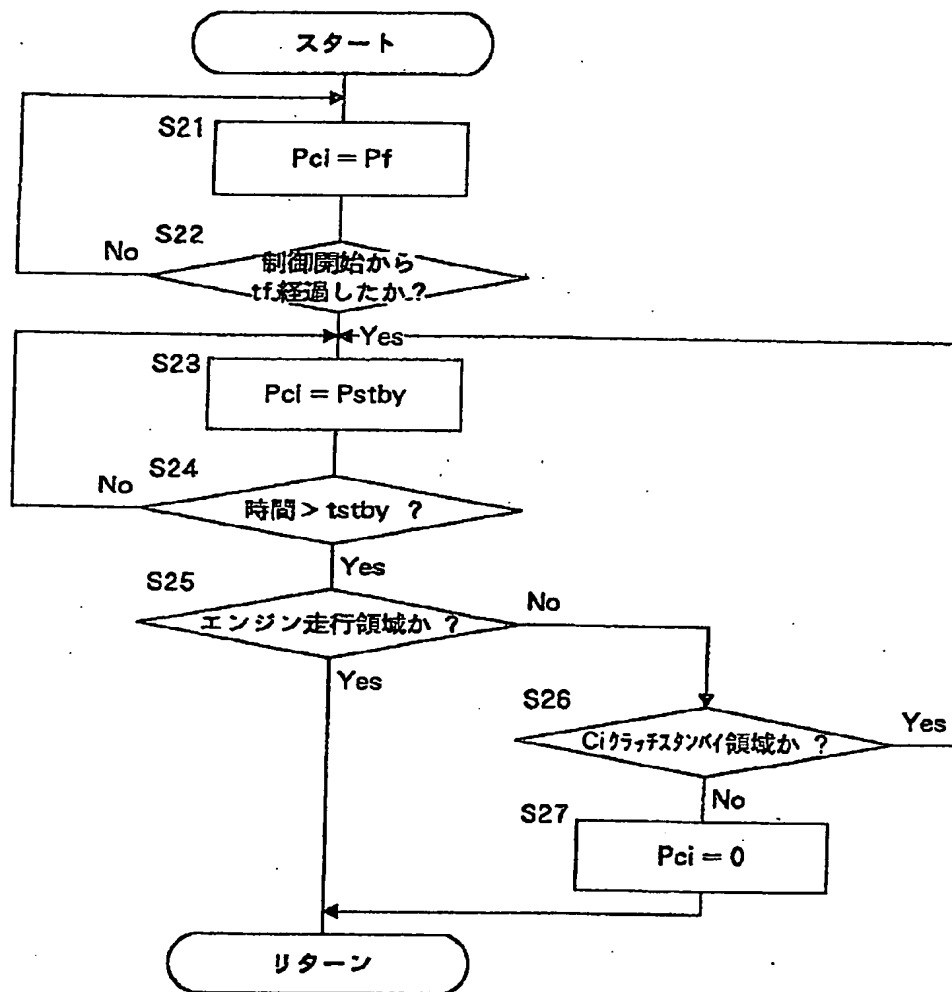 スタート
S21
Pci = Pf
S22
No
制御開始から
tf 経過したか?
Yes
S23
Pci = Pstby
S24
No
時間 > tstby ?
Yes
S25
エンジン走行領域か ?
No
Yes
S26
Ciクラッチスタンバイ領域か ?
Yes
No
S27
Pci = 0
リターン